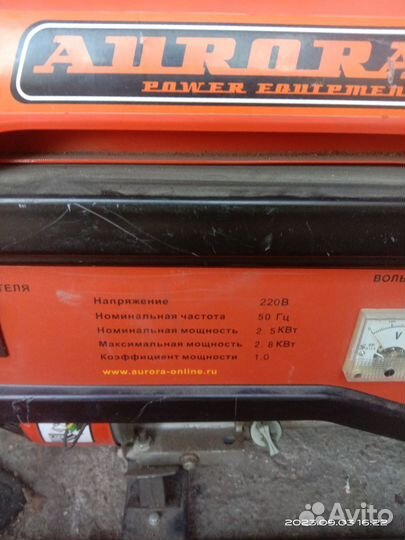 AURORA
POWER EQUIPMEN
ТЕЛЯ
ВОЛЬ
Напряжение 220В
Номинальная частота 50 Гц
Номинальная мощность 2.5КВт
Максимальная мощность 2.8КВт
Коэффициент мощности 1.0
www.aurora-online.ru
V
2023.09.03 16:22
Avito